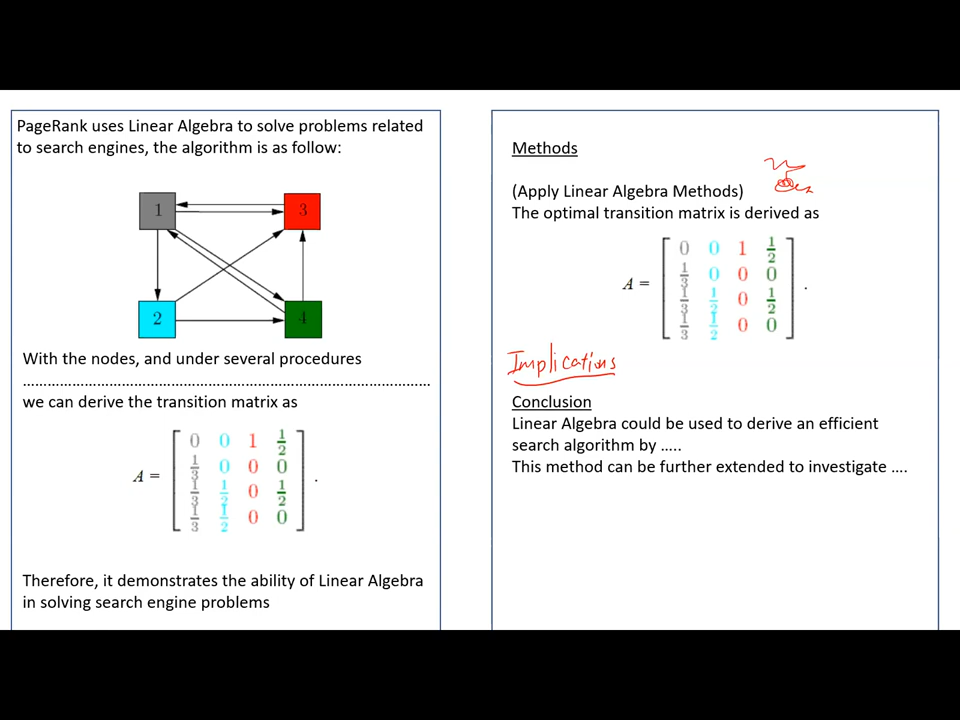 PageRank uses Linear Algebra to solve problems related
to search engines, the algorithm is as follow:
1
3
2
4
With the nodes, and under several procedures
..........................................................................................
we can derive the transition matrix as
A =
0 0 1 1/2
1/3 0 0 0
1/3 1/2 0 1/2
1/3 1/2 0 0
.
Therefore, it demonstrates the ability of Linear Algebra
in solving search engine problems
Methods
(Apply Linear Algebra Methods)
The optimal transition matrix is derived as
A =
0 0 1 1/2
1/3 0 0 0
1/3 1/2 0 1/2
1/3 1/2 0 0
.
Implications
Conclusion
Linear Algebra could be used to derive an efficient
search algorithm by .....
This method can be further extended to investigate ....